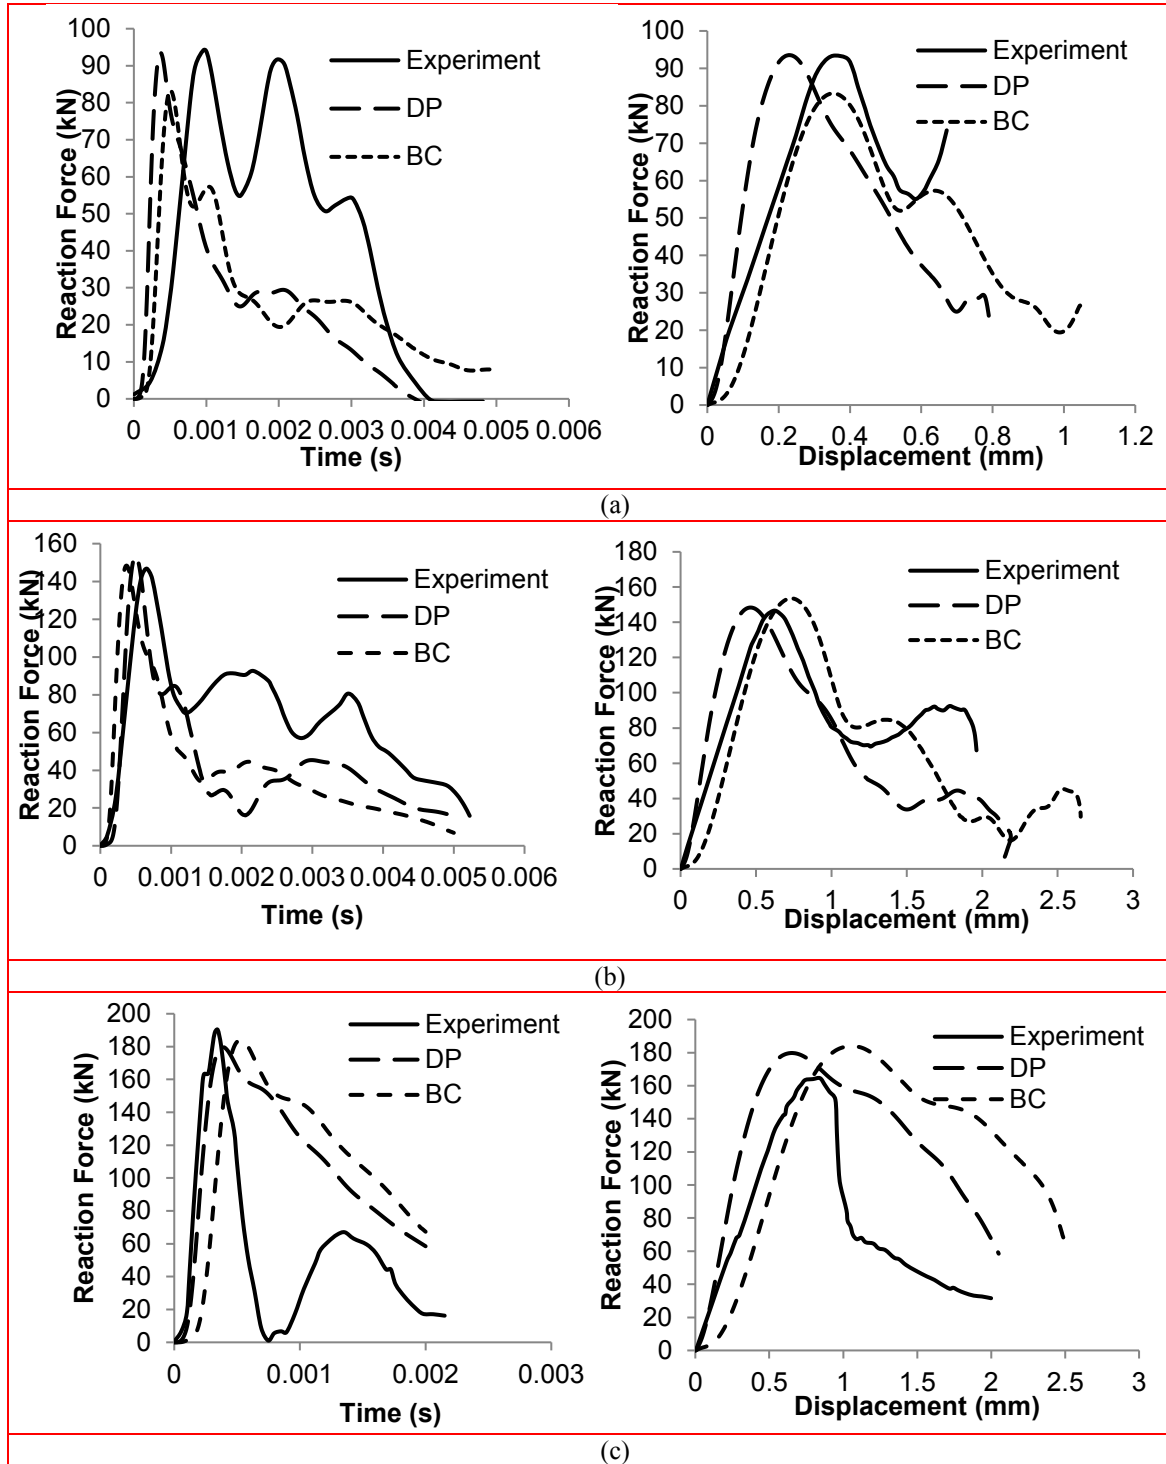 100
90
80
70
60
50
40
30
20
10
0
Reaction Force (kN)
Experiment
DP
BC
0 0.001 0.002 0.003 0.004 0.005 0.006
Time (s)
100
90
80
70
60
50
40
30
20
10
0
Reaction Force (kN)
Experiment
DP
BC
0 0.2 0.4 0.6 0.8 1 1.2
Displacement (mm)
(a)
160
140
120
100
80
60
40
20
0
Reaction Force (kN)
Experiment
DP
BC
0 0.001 0.002 0.003 0.004 0.005 0.006
Time (s)
180
160
140
120
100
80
60
40
20
0
Reaction Force (kN)
Experiment
DP
BC
0 0.5 1 1.5 2 2.5 3
Displacement (mm)
(b)
200
180
160
140
120
100
80
60
40
20
0
Reaction Force (kN)
Experiment
DP
BC
0 0.001 0.002 0.003
Time (s)
200
180
160
140
120
100
80
60
40
20
0
Reaction Force (kN)
Experiment
DP
BC
0 0.5 1 1.5 2 2.5 3
Displacement (mm)
(c)